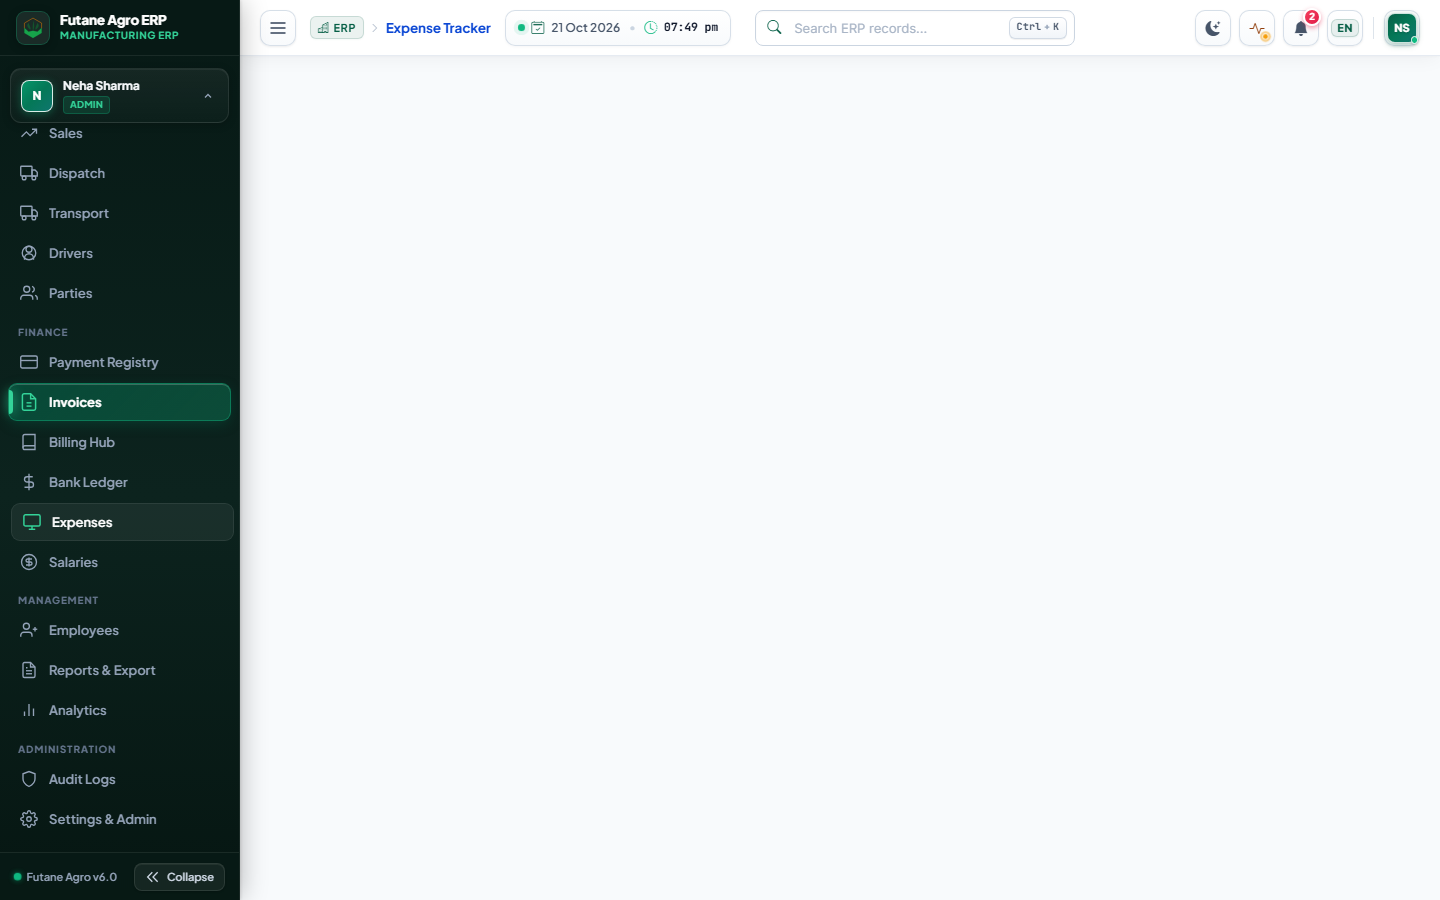 Futane Agro ERP
MANUFACTURING ERP
N
Neha Sharma
ADMIN
Sales
Dispatch
Transport
Drivers
Parties
FINANCE
Payment Registry
Invoices
Billing Hub
Bank Ledger
Expenses
Salaries
MANAGEMENT
Employees
Reports & Export
Analytics
ADMINISTRATION
Audit Logs
Settings & Admin
Futane Agro v6.0
Collapse
ERP
Expense Tracker
21 Oct 2026
07:49 pm
Search ERP records...
Ctrl + K
2
EN
NS